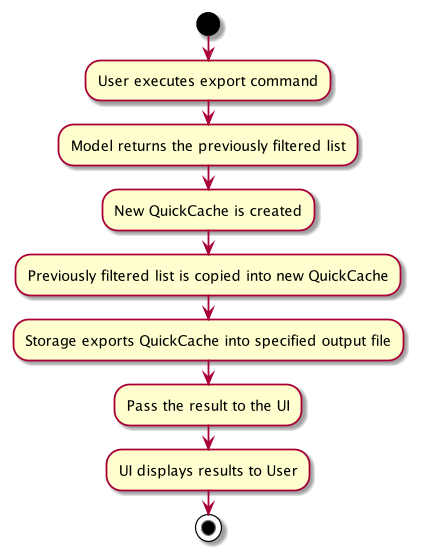 User executes export command
Model returns the previously filtered list
New QuickCache is created
Previously filtered list is copied into new QuickCache
Storage exports QuickCache into specified output file
Pass the result to the UI
UI displays results to User